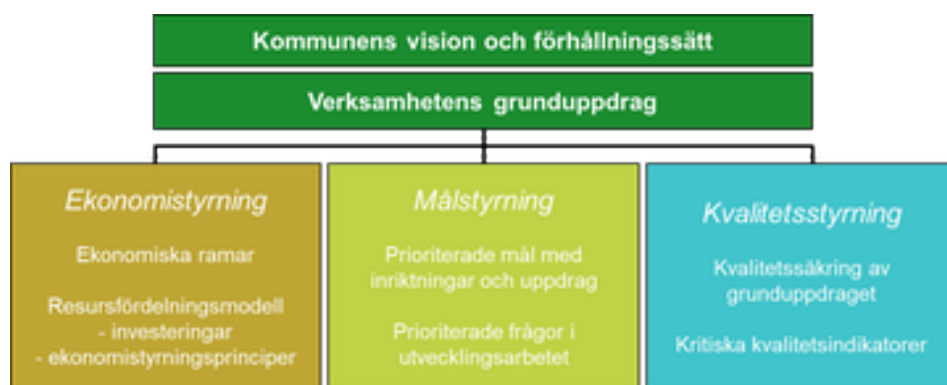 Kommunens vision och förhållningssätt
Verksamhetens grunduppdrag
Ekonomistyrning
Ekonomiska ramar
Resursfördelningsmodell
- investeringar
- ekonomistyrningsprinciper
Målstyrning
Prioriterade mål med
inriktningar och uppdrag
Prioriterade frågor i
utvecklingsarbetet
Kvalitetsstyrning
Kvalitetssäkring av
grunduppdraget
Kritiska kvalitetsindikatorer